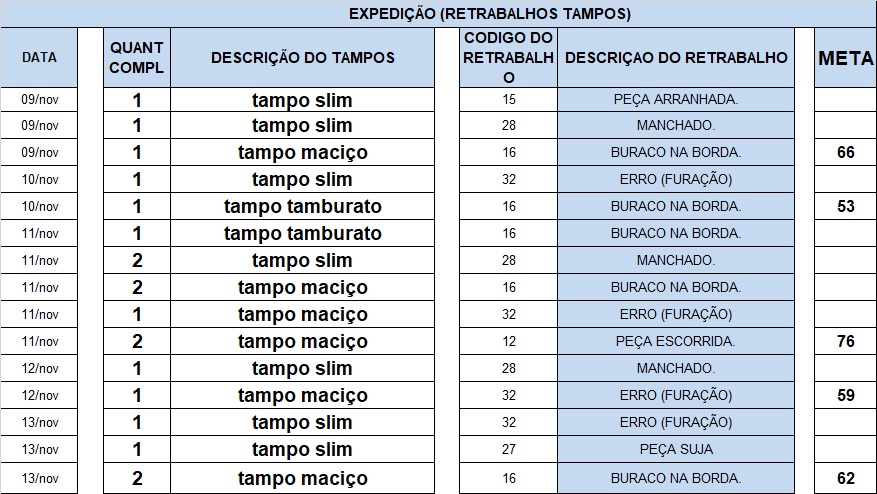 EXPEDIÇÃO (RETRABALHOS TAMPOS)
DATA QUANT COMPL DESCRIÇÃO DO TAMPOS CODIGO DO RETRABALHO DESCRIÇAO DO RETRABALHO META
09/nov 1 tampo slim 15 PEÇA ARRANHADA.
09/nov 1 tampo slim 28 MANCHADO.
09/nov 1 tampo maciço 16 BURACO NA BORDA. 66
10/nov 1 tampo slim 32 ERRO (FURAÇÃO)
10/nov 1 tampo tamburato 16 BURACO NA BORDA. 53
11/nov 1 tampo tamburato 16 BURACO NA BORDA.
11/nov 2 tampo slim 28 MANCHADO.
11/nov 2 tampo maciço 16 BURACO NA BORDA.
11/nov 1 tampo maciço 32 ERRO (FURAÇÃO)
11/nov 2 tampo maciço 12 PEÇA ESCORRIDA. 76
12/nov 1 tampo slim 28 MANCHADO.
12/nov 1 tampo maciço 32 ERRO (FURAÇÃO) 59
13/nov 1 tampo slim 32 ERRO (FURAÇÃO)
13/nov 1 tampo slim 27 PEÇA SUJA
13/nov 2 tampo maciço 16 BURACO NA BORDA. 62